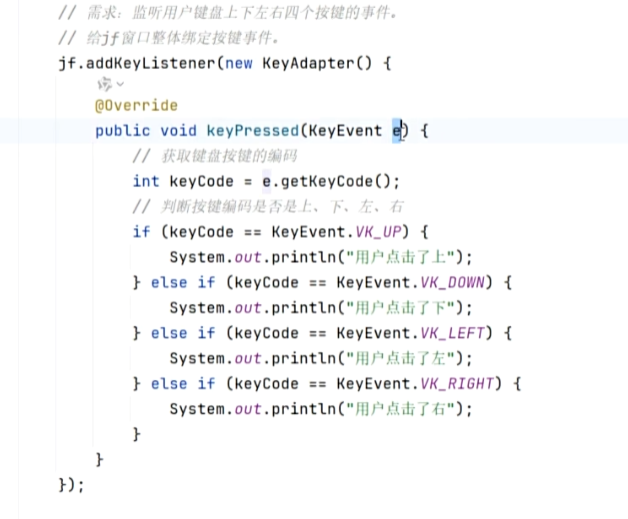 // 需求：监听用户键盘上下左右四个按键的事件。
// 给jf窗口整体绑定按键事件。
jf.addKeyListener(new KeyAdapter() {
@Override
public void keyPressed(KeyEvent e) {
// 获取键盘按键的编码
int keyCode = e.getKeyCode();
// 判断按键编码是否是上、下、左、右
if (keyCode == KeyEvent.VK_UP) {
System.out.println("用户点击了上");
} else if (keyCode == KeyEvent.VK_DOWN) {
System.out.println("用户点击了下");
} else if (keyCode == KeyEvent.VK_LEFT) {
System.out.println("用户点击了左");
} else if (keyCode == KeyEvent.VK_RIGHT) {
System.out.println("用户点击了右");
}
}
});